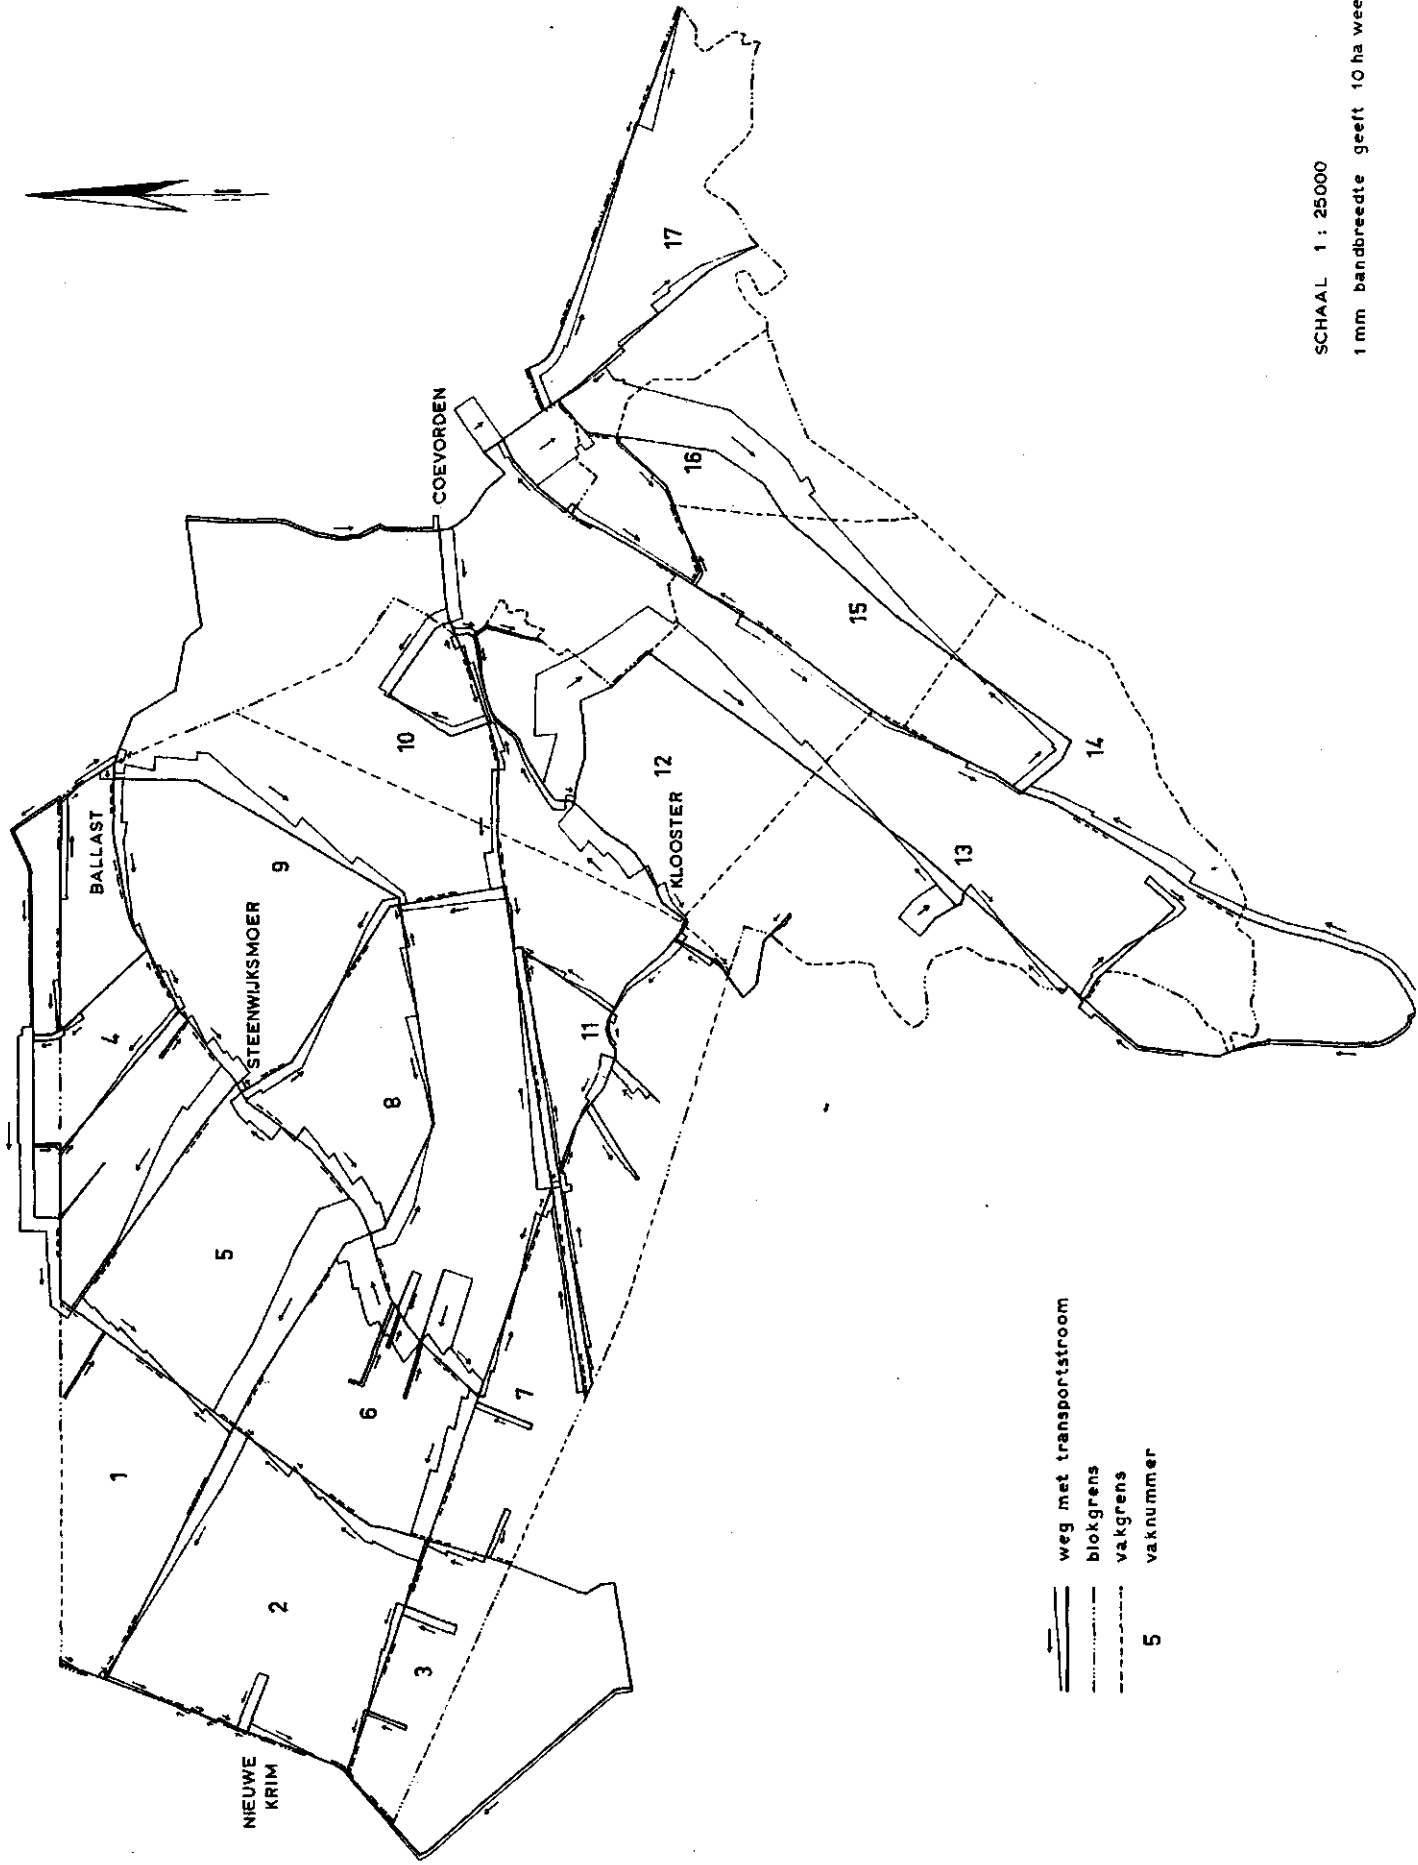 COEVORDEN
BALLAST
STEENWIJKSMOER
KLOOSTER
NIEUWE
KRIM
1
2
3
4
5
6
7
8
9
10
11
12
13
14
15
16
17
weg met transportstroom
blokgrens
vakgrens
5 vaknummer
SCHAAL 1 : 25000
1 mm bandbreedte geeft 10 ha wee